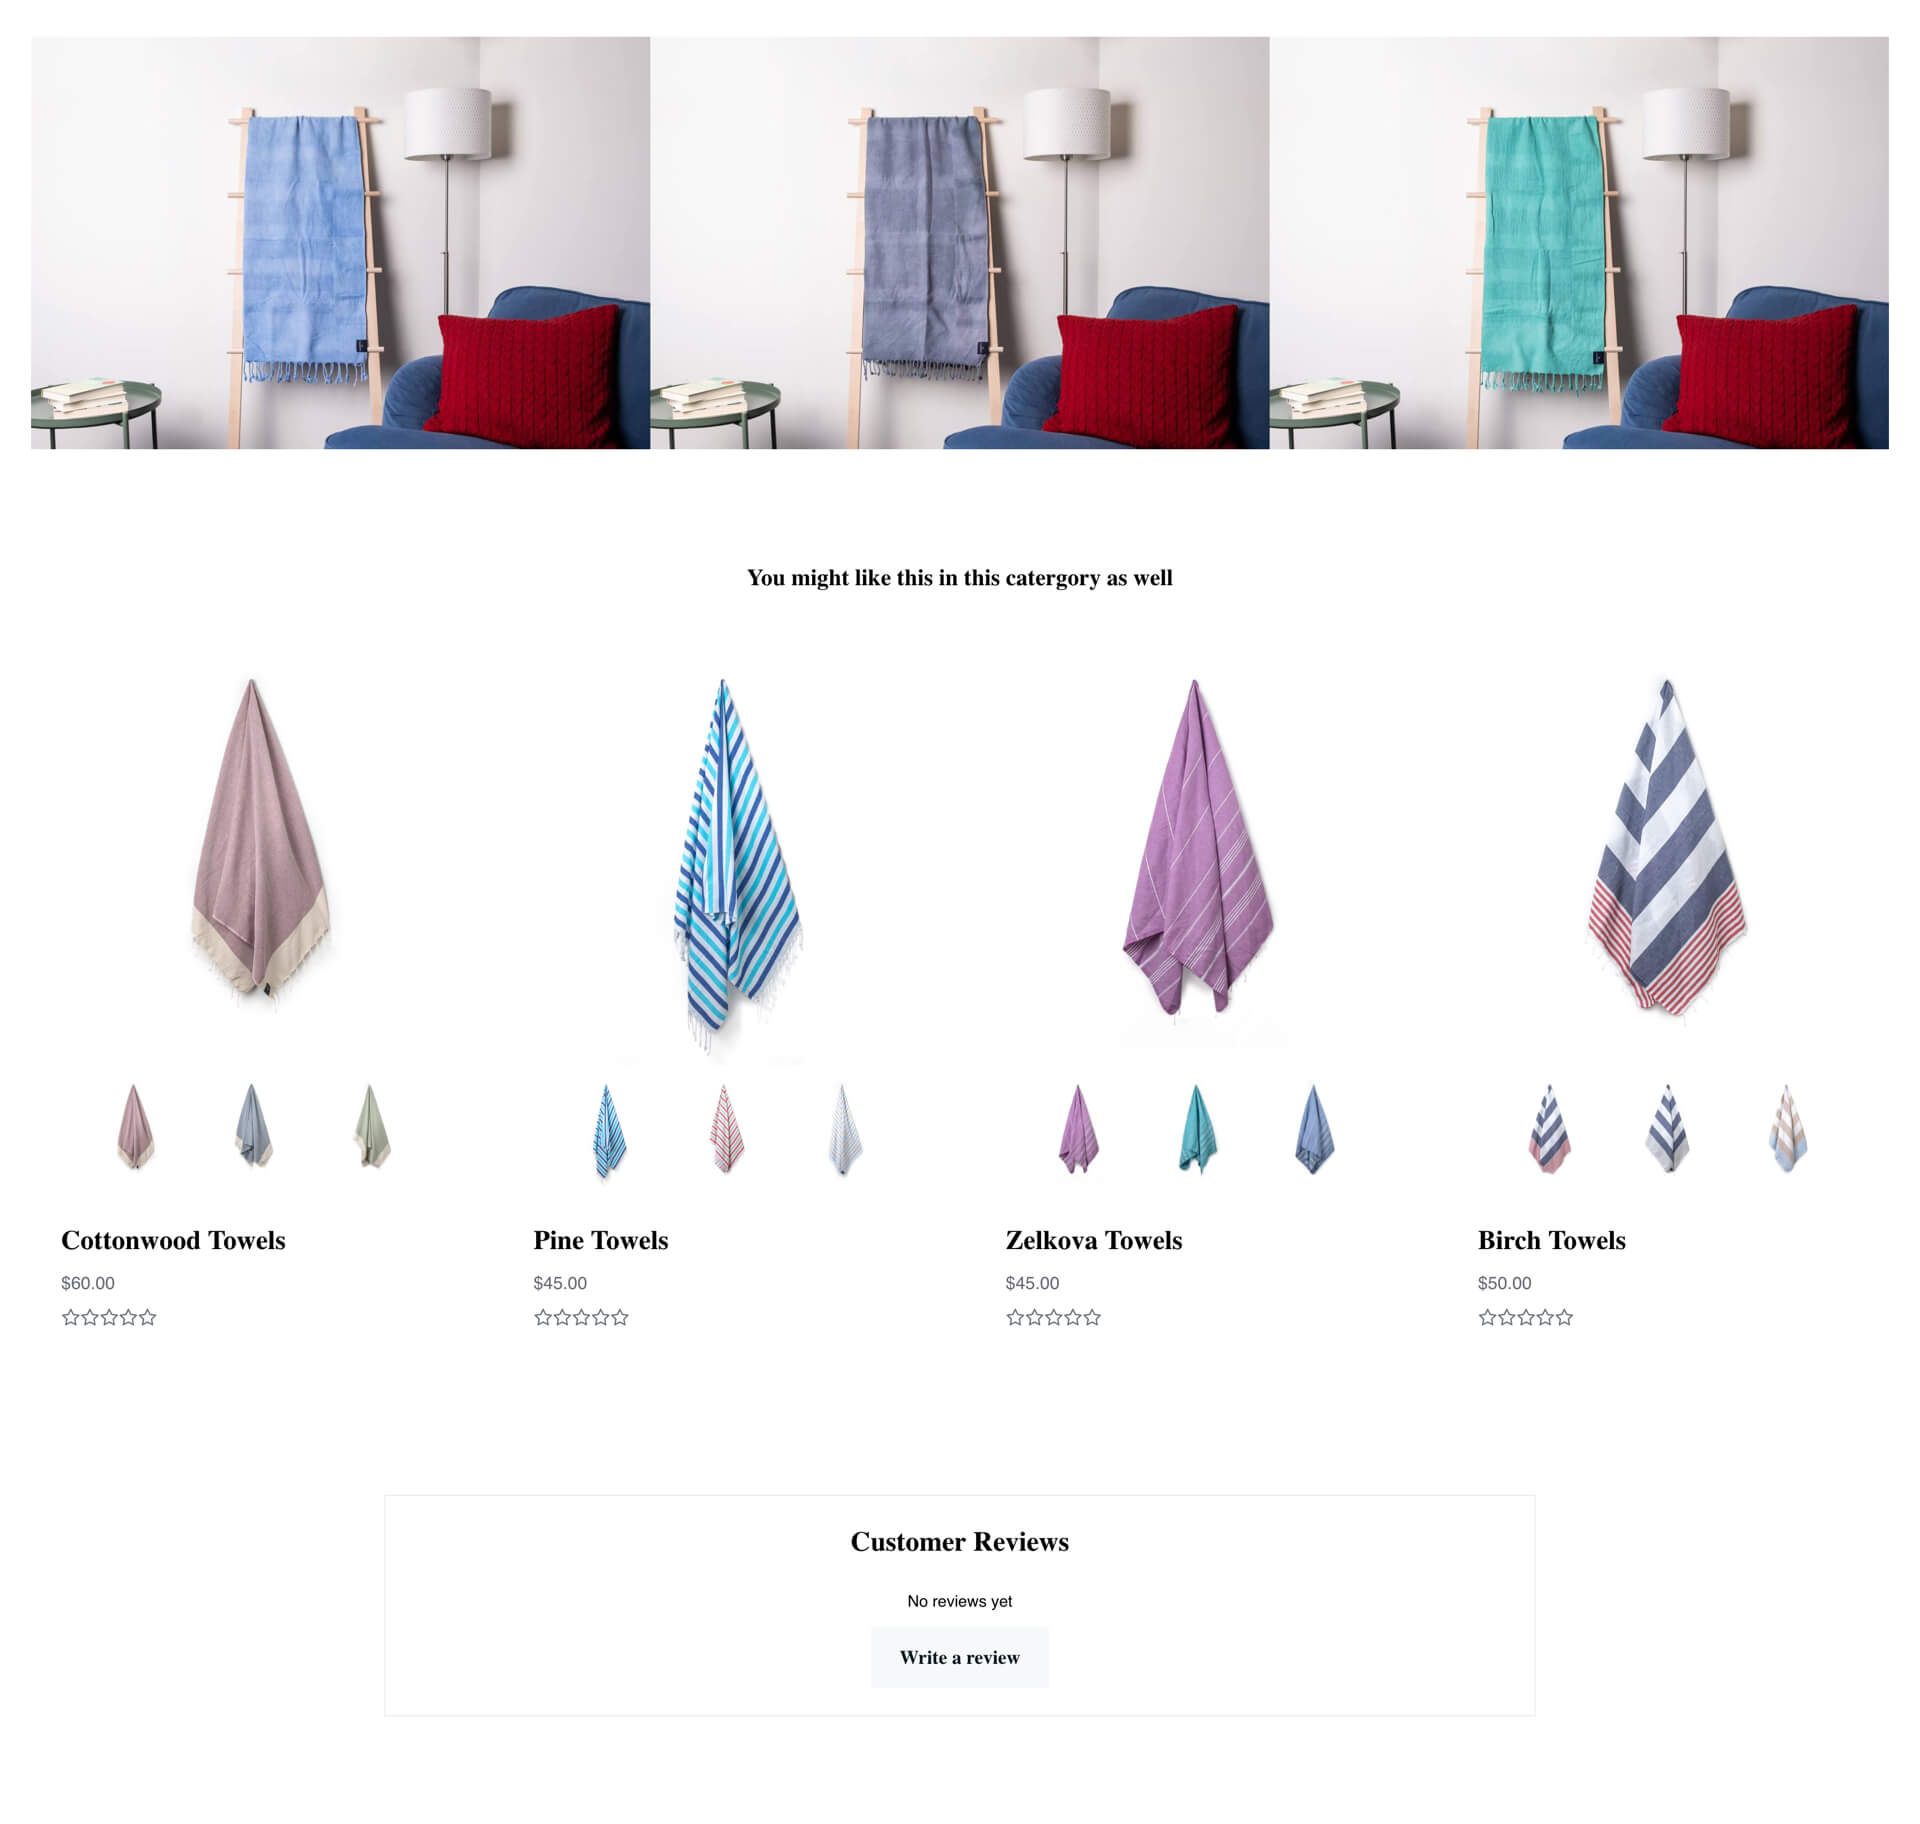 You might like this in this catergory as well
Cottonwood Towels
$60.00
Pine Towels
$45.00
Zelkova Towels
$45.00
Birch Towels
$50.00
Customer Reviews
No reviews yet
Write a review